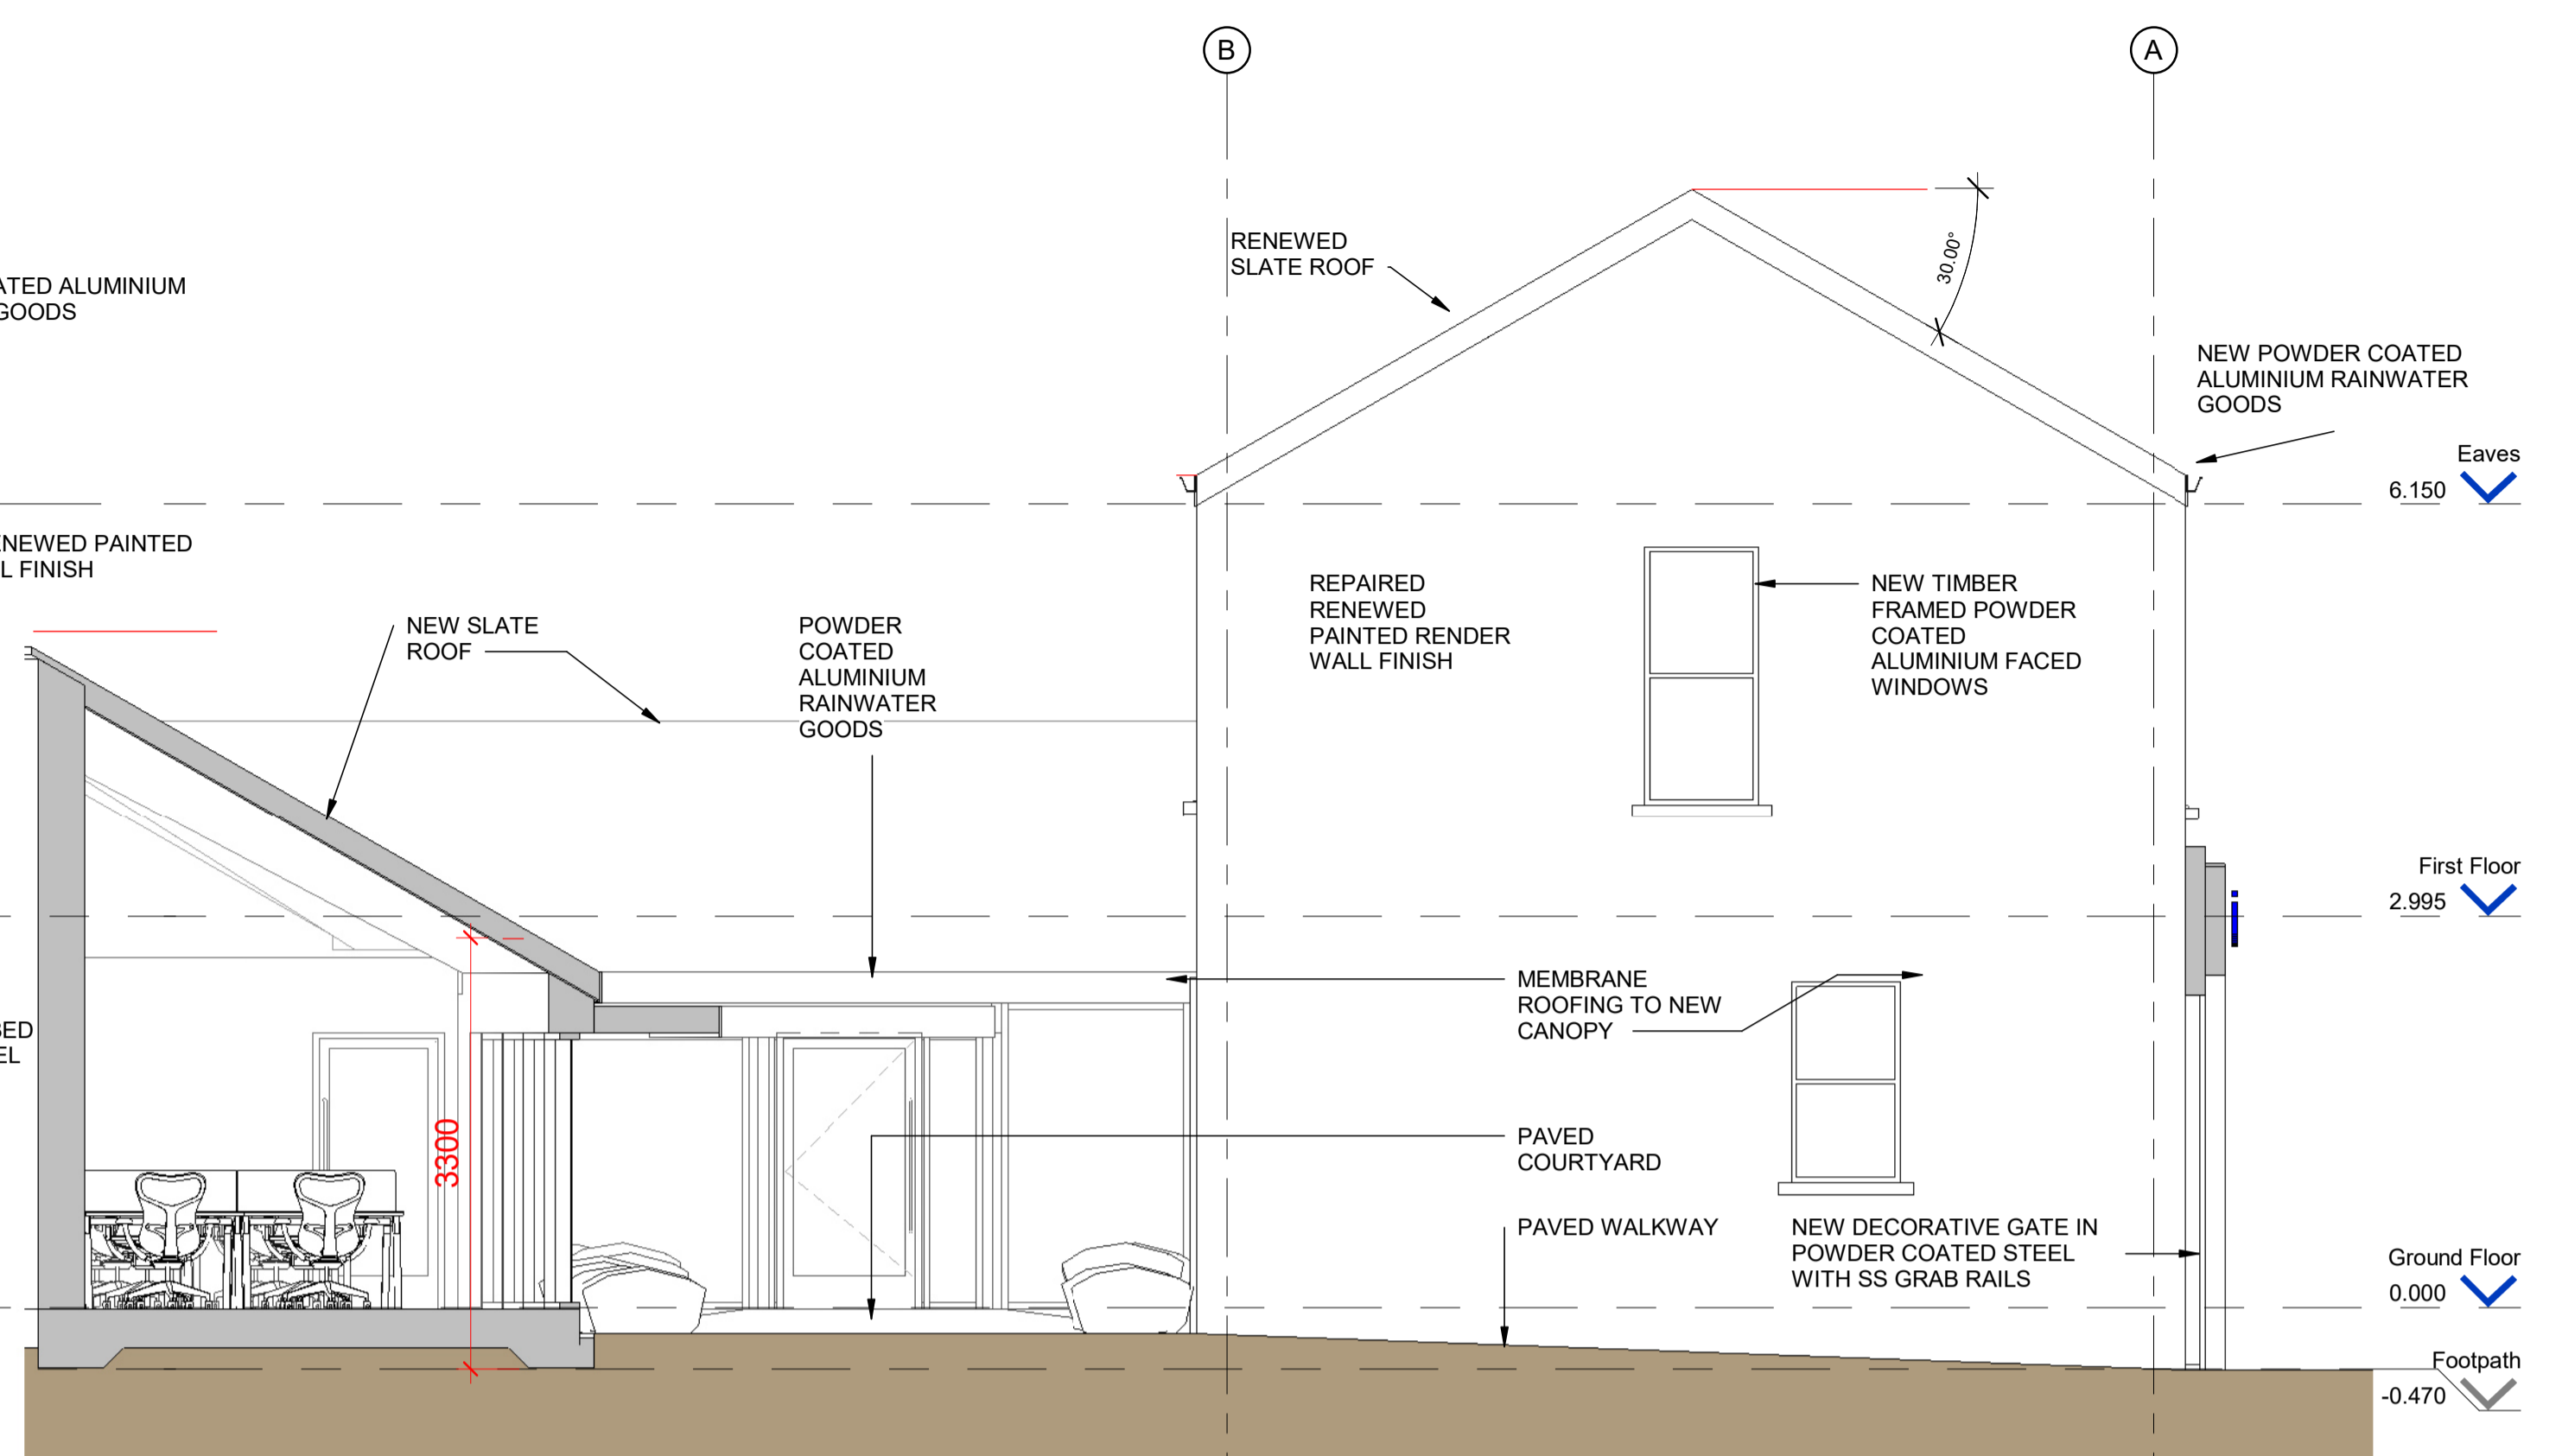 B
A
RENEWED
SLATE ROOF
30.00°
ATED ALUMINIUM
GOODS
NEW POWDER COATED
ALUMINIUM RAINWATER
GOODS
Eaves
6.150
ENEWED PAINTED
L FINISH
NEW SLATE
ROOF
POWDER
COATED
ALUMINIUM
RAINWATER
GOODS
REPAIRED
RENEWED
PAINTED RENDER
WALL FINISH
NEW TIMBER
FRAMED POWDER
COATED
ALUMINIUM FACED
WINDOWS
First Floor
2.995
MEMBRANE
ROOFING TO NEW
CANOPY
BED
EL
3300
PAVED
COURTYARD
PAVED WALKWAY
NEW DECORATIVE GATE IN
POWDER COATED STEEL
WITH SS GRAB RAILS
Ground Floor
0.000
Footpath
-0.470